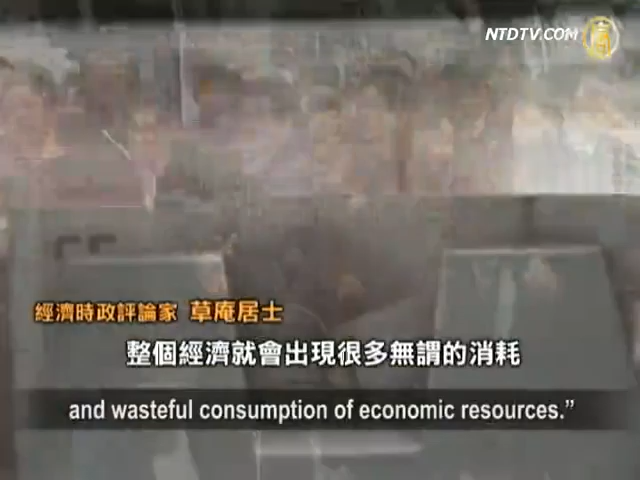 NTDTV.COM
經濟時政評論家 草庵居士
整個經濟就會出現很多無謂的消耗
and wasteful consumption of economic resources.”